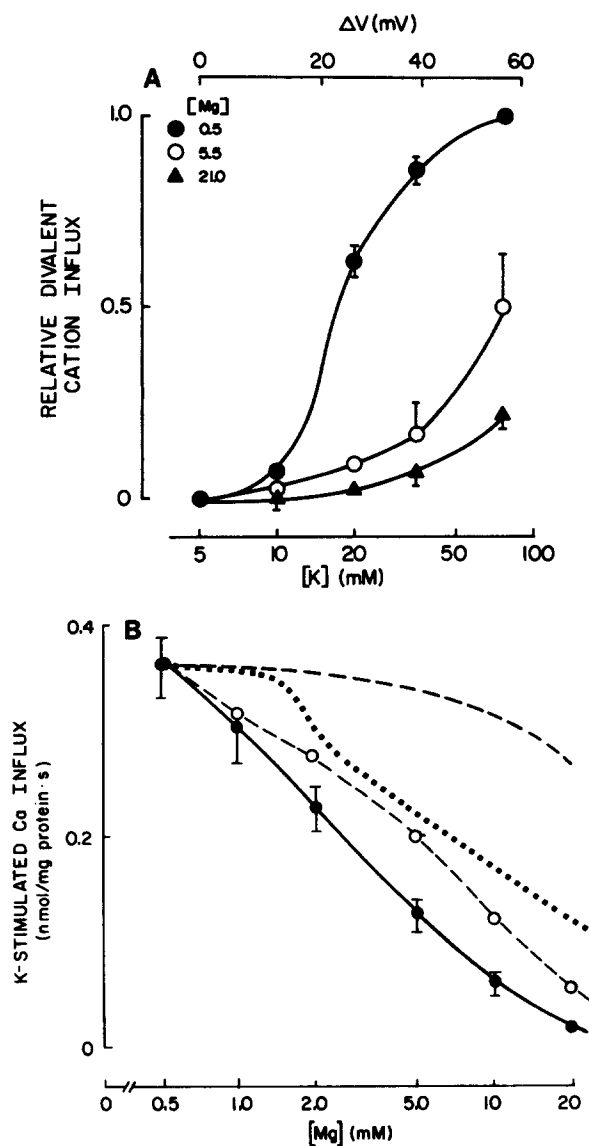 ΔV(mV)
0 20 40 60
A
[Mg]
0.5
5.5
21.0
1.0
0.5
0
RELATIVE DIVALENT
CATION INFLUX
5 10 20 50 100
[K] (mM)
B
0.4
0.2
0
K-STIMULATED Ca INFLUX
(nmol/mg protein·s)
0 0.5 1.0 2.0 5.0 10 20
[Mg] (mM)